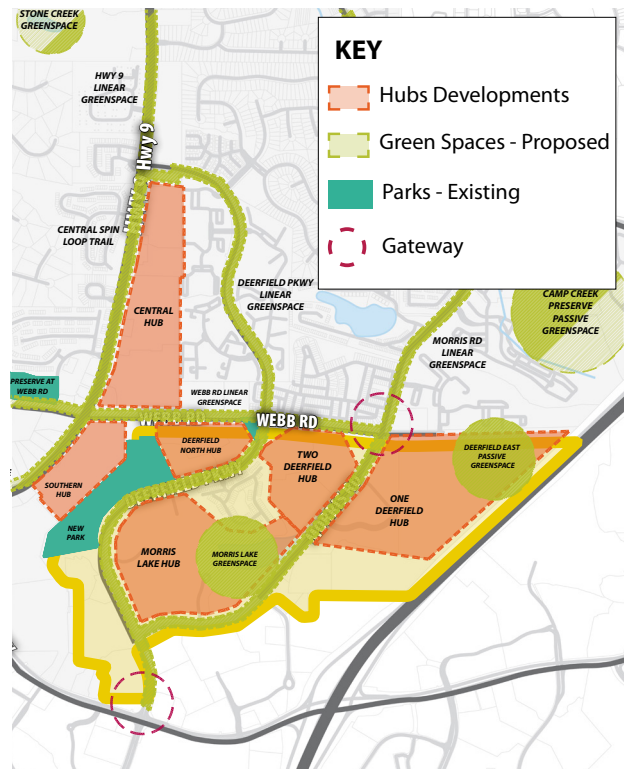 STONE CREEK
GREENSPACE
HWY 9
LINEAR
GREENSPACE
Hwy 9
CENTRAL SPIN
LOOP TRAIL
CENTRAL
HUB
DEERFIELD PKWY
LINEAR
GREENSPACE
KEY
Hubs Developments
Green Spaces - Proposed
Parks - Existing
Gateway
CAMP CREEK
PRESERVE
PASSIVE
GREENSPACE
MORRIS RD
LINEAR
GREENSPACE
PRESERVE AT
WEBB RD
WEBB RD LINEAR
GREENSPACE
WEBB RD
WEBB RD
DEERFIELD
NORTH HUB
TWO
DEERFIELD
HUB
DEERFIELD EAST
PASSIVE
GREENSPACE
SOUTHERN
HUB
ONE
DEERFIELD
HUB
NEW
PARK
MORRIS
LAKE HUB
MORRIS LAKE
GREENSPACE